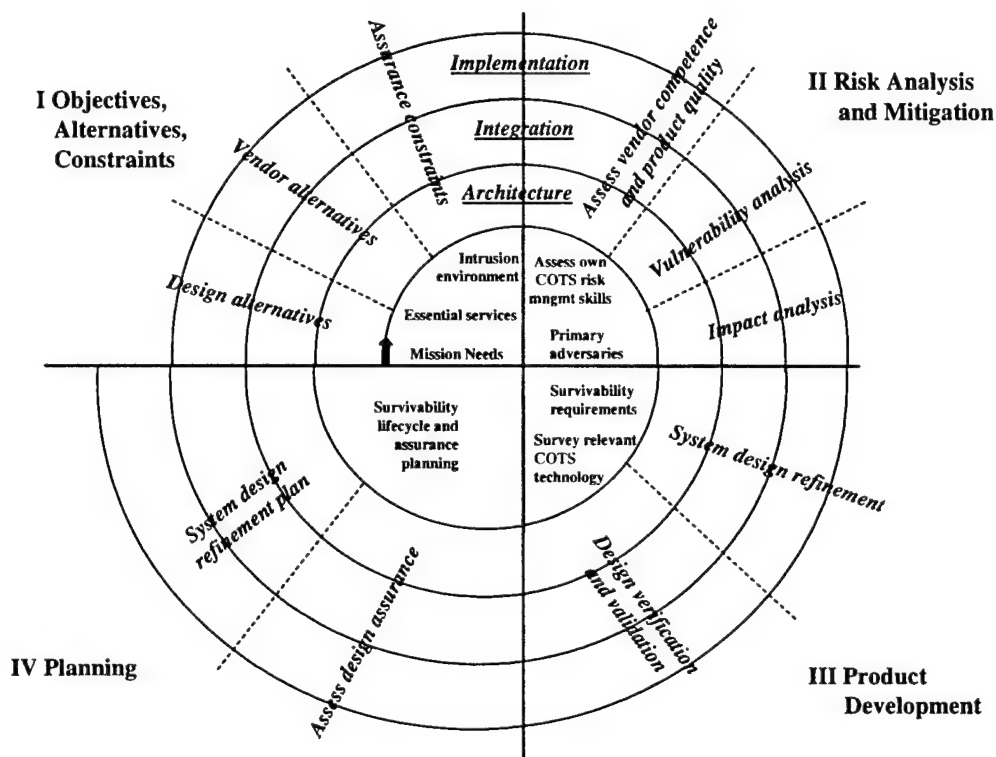 I Objectives,
Alternatives,
Constraints
Design alternatives
Vendor alternatives
Assurance constraints
Implementation
Integration
Architecture
Intrusion
environment
Essential services
Mission Needs
II Risk Analysis
and Mitigation
Assess vendor competence
and product quality
Vulnerability analysis
Impact analysis
Assess own
COTS risk
mngmt skills
Primary
adversaries
III Product
Development
Survivability
requirements
Survey relevant
COTS
technology
System design refinement
Design verification
and validation
IV Planning
Survivability
lifecycle and
assurance
planning
Assess design assurance
System design
refinement plan